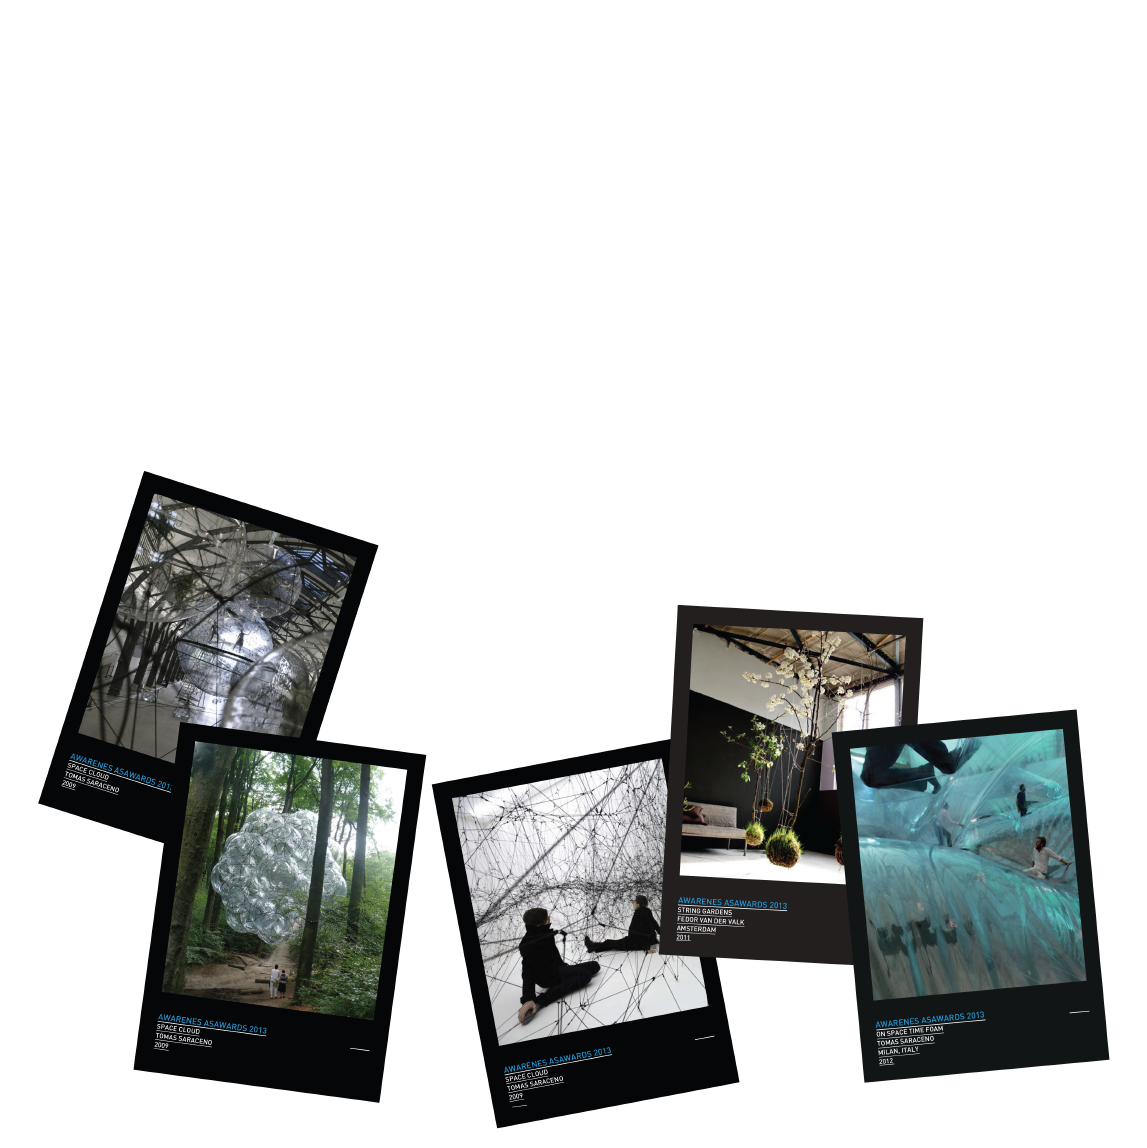 AWARENES ASAWARDS 201
SPACE CLOUD
TOMAS SARACENO
2009
AWARENES ASAWARDS 2013
SPACE CLOUD
TOMAS SARACENO
2009
AWARENES ASAWARDS 2013
SPACE CLOUD
TOMAS SARACENO
2009
AWARENES ASAWARDS 2013
STRING GARDENS
FEDOR VAN DER VALK
AMSTERDAM
2011
AWARENES ASAWARDS 2013
ON SPACE TIME FOAM
TOMAS SARACENO
MILAN, ITALY
2012